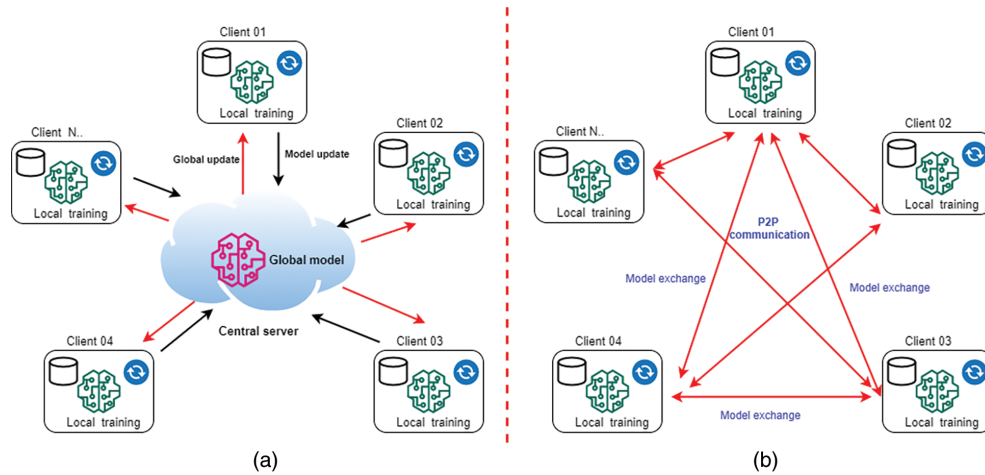 Client 01
Local training
Client N..
Local training
Global update
Model update
Client 02
Local training
Global model
Central server
Client 04
Local training
Client 03
Local training
(a)
Client 01
Local training
Client N..
Local training
Client 02
Local training
P2P
communication
Model exchange
Model exchange
Client 04
Local training
Client 03
Local training
Model exchange
(b)